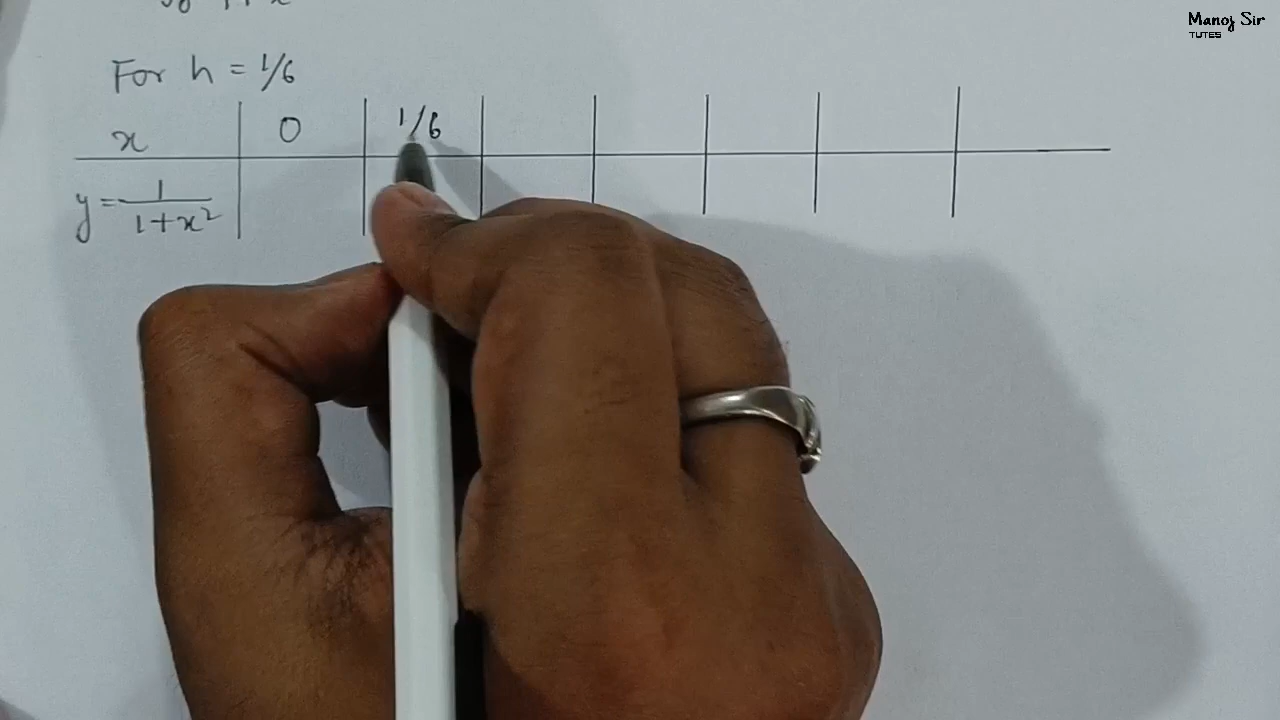 Manoj Sir
TUTES
For h = 1/6
x 0 1/6
y = 1/(1+x²)